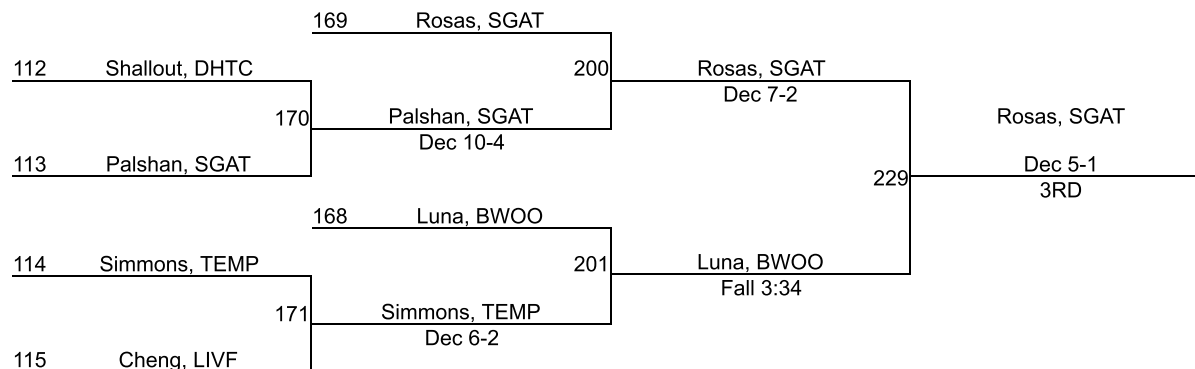 169 Rosas, SGAT
112 Shallout, DHTC
200 Rosas, SGAT
Dec 7-2
170 Palshan, SGAT
Dec 10-4
Rosas, SGAT
113 Palshan, SGAT
Dec 5-1
229
3RD
168 Luna, BWOO
114 Simmons, TEMP
201 Luna, BWOO
Fall 3:34
171 Simmons, TEMP
Dec 6-2
115 Cheng, LIVF